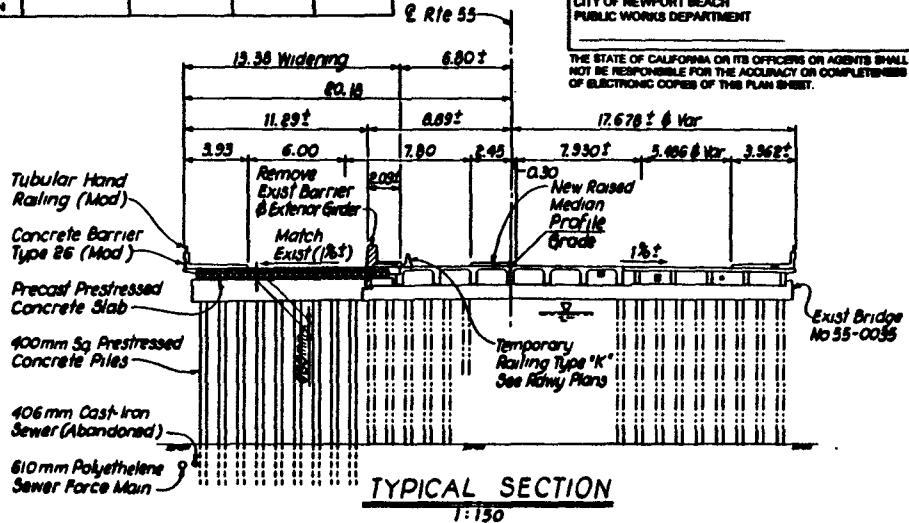 N
℄ Rte 55
CITY OF NEWPORT BEACH
PUBLIC WORKS DEPARTMENT
THE STATE OF CALIFORNIA OR ITS OFFICERS OR AGENTS SHALL
NOT BE RESPONSIBLE FOR THE ACCURACY OR COMPLETENESS
OF ELECTRONIC COPIES OF THIS PLAN SHEET.
13.38 Widening
6.80±
20.18
11.29±
8.89±
17.678± & Var
3.93
6.00
7.80
2.45
7.930±
5.486 & Var
3.962±
2.09±
0.30
Remove
Exist Barrier
& Exterior Girder
New Raised
Median
Profile
Grade
Tubular Hand
Railing (Mod)
Concrete Barrier
Type 26 (Mod)
Match
Exist (1%±)
1%±
Precast Prestressed
Concrete Slab
400mm Sq Prestressed
Concrete Piles
Temporary
Railing Type "K"
See Rdwy Plans
Exist Bridge
No 55-0035
406 mm Cast-Iron
Sewer (Abandoned)
610 mm Polyethelene
Sewer Force Main
TYPICAL SECTION
1:150